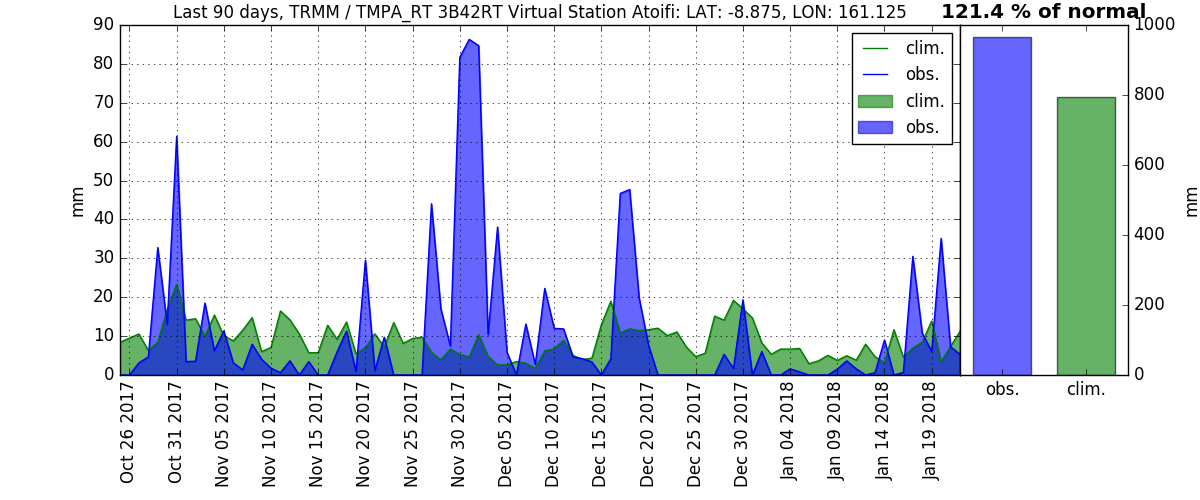 Last 90 days, TRMM / TMPA_RT 3B42RT Virtual Station Atoifi: LAT: -8.875, LON: 161.125
121.4 % of normal
90
80
70
60
50
40
30
20
10
0
mm
clim.
obs.
clim.
obs.
Oct 26 2017
Oct 31 2017
Nov 05 2017
Nov 10 2017
Nov 15 2017
Nov 20 2017
Nov 25 2017
Nov 30 2017
Dec 05 2017
Dec 10 2017
Dec 15 2017
Dec 20 2017
Dec 25 2017
Dec 30 2017
Jan 04 2018
Jan 09 2018
Jan 14 2018
Jan 19 2018
1000
800
600
400
200
0
mm
obs.
clim.